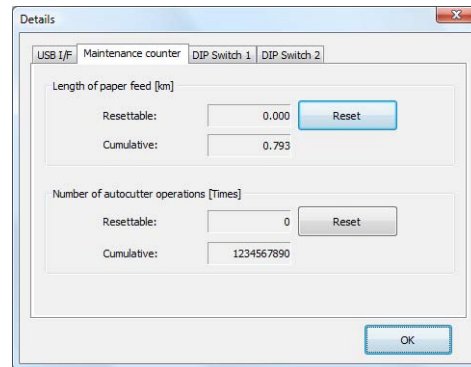 Details
USB I/F Maintenance counter DIP Switch 1 DIP Switch 2
Length of paper feed [km]
Resettable: 0.000 Reset
Cumulative: 0.793
Number of autocutter operations [Times]
Resettable: 0 Reset
Cumulative: 1234567890
OK